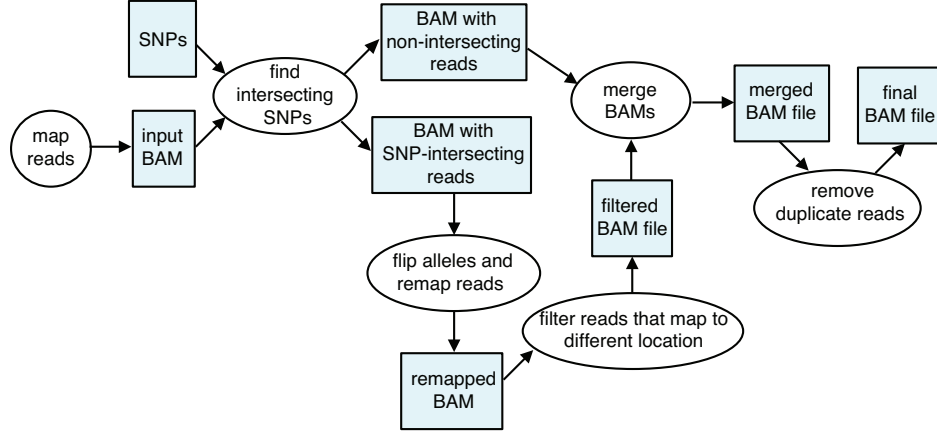 map
reads
SNPs
input
BAM
find
intersecting
SNPs
BAM with
non-intersecting
reads
BAM with
SNP-intersecting
reads
flip alleles and
remap reads
remapped
BAM
filter reads that map to
different location
filtered
BAM file
merge
BAMs
merged
BAM file
remove
duplicate reads
final
BAM file